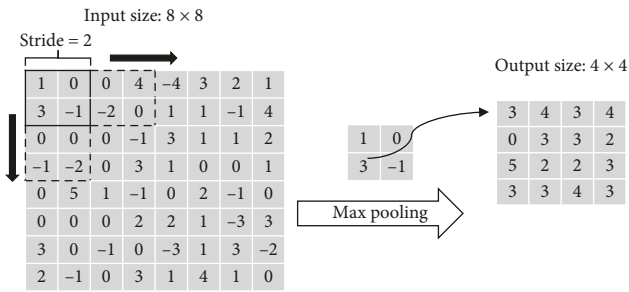 Input size: 8 × 8
Stride = 2
1 0 0 4 –4 3 2 1
3 –1 –2 0 1 1 –1 4
0 0 0 –1 3 1 1 2
–1 –2 0 3 1 0 0 1
0 5 1 –1 0 2 –1 0
0 0 0 2 2 1 –3 3
3 0 –1 0 –3 1 3 –2
2 –1 0 3 1 4 1 0
1 0
3 –1
Max pooling
Output size: 4 × 4
3 4 3 4
0 3 3 2
5 2 2 3
3 3 4 3